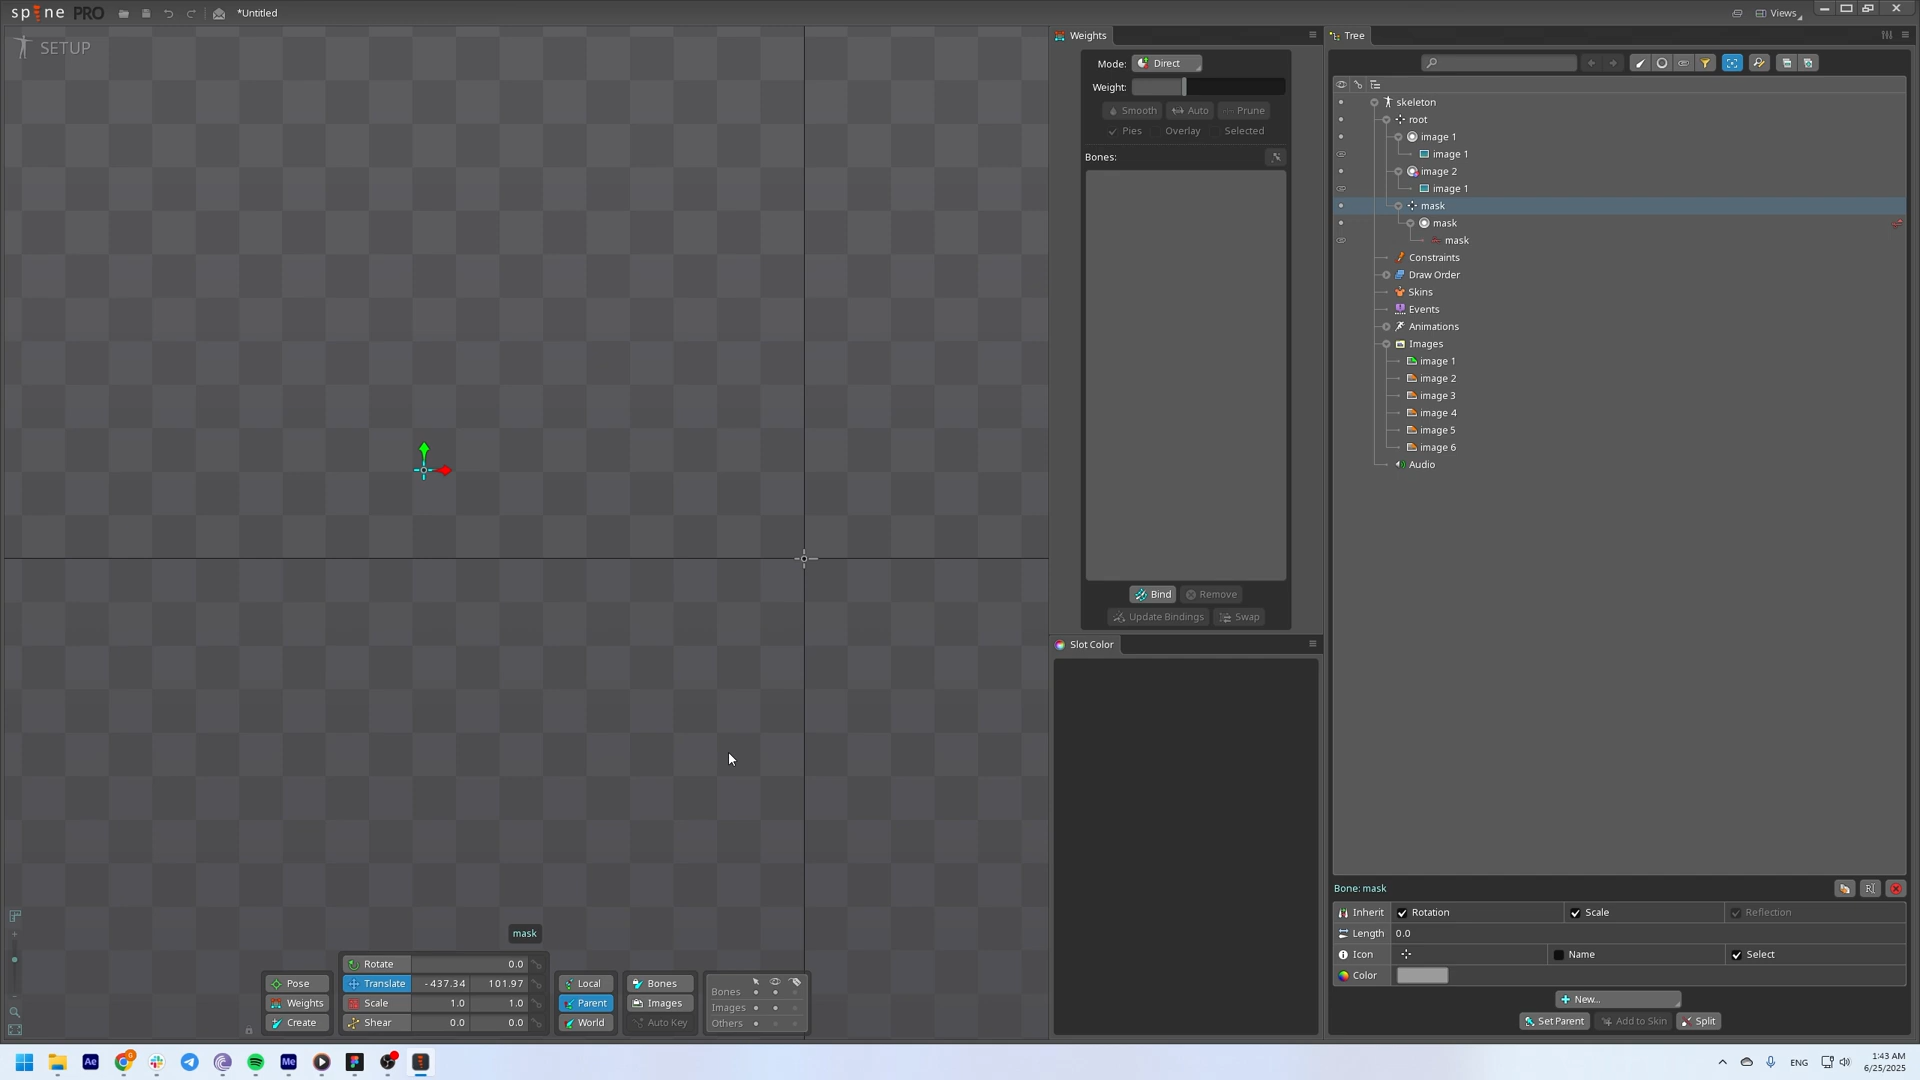 spine PRO
*Untitled
Views
SETUP
Weights
Mode: Direct
Weight:
Smooth Auto Prune
Pies Overlay Selected
Bones:
Bind Remove
Update Bindings Swap
Slot Color
Tree
skeleton
root
image 1
image 1
image 2
image 1
mask
mask
mask
Constraints
Draw Order
Skins
Events
Animations
Images
image 1
image 2
image 3
image 4
image 5
image 6
Audio
Bone: mask
Inherit Rotation Scale Reflection
Length 0.0
Icon Name Select
Color
New...
Set Parent Add to Skin Split
mask
Pose
Weights
Create
Rotate 0.0
Translate -437.34 101.97
Scale 1.0 1.0
Shear 0.0 0.0
Local
Parent
World
Bones
Images
Auto Key
Bones
Images
Others
Ae
G
Me
ENG
1:43 AM
6/25/2025